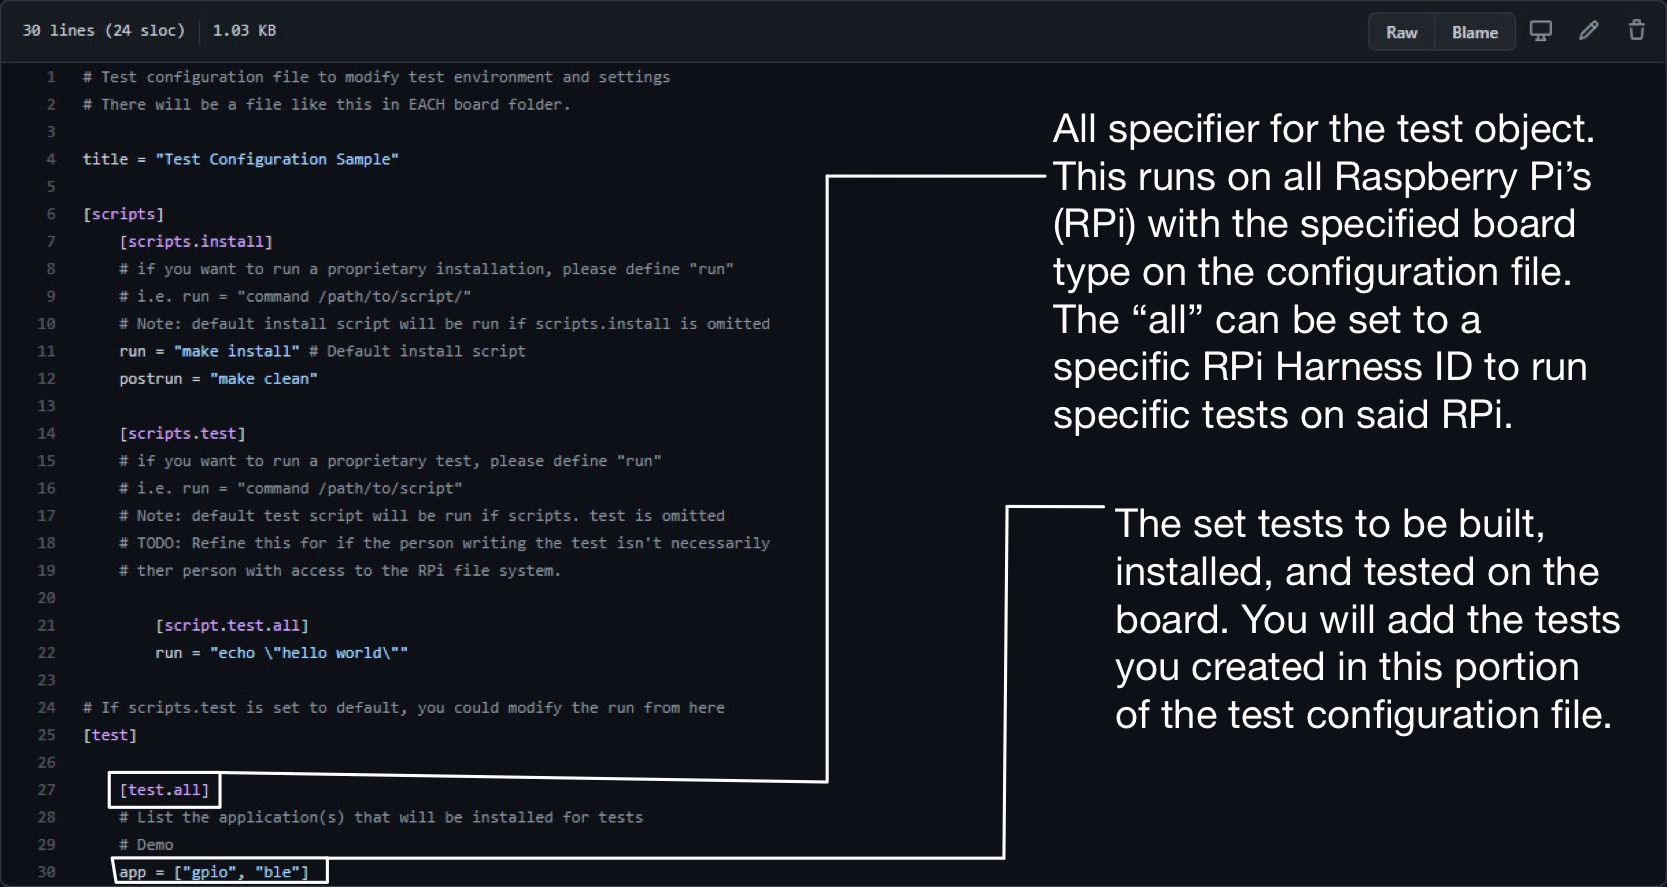 30 lines (24 sloc) 1.03 KB
Raw Blame
1 # Test configuration file to modify test environment and settings
2 # There will be a file like this in EACH board folder.
3
4 title = "Test Configuration Sample"
5
6 [scripts]
7 [scripts.install]
8 # if you want to run a proprietary installation, please define "run"
9 # i.e. run = "command /path/to/script/"
10 # Note: default install script will be run if scripts.install is omitted
11 run = "make install" # Default install script
12 postrun = "make clean"
13
14 [scripts.test]
15 # if you want to run a proprietary test, please define "run"
16 # i.e. run = "command /path/to/script"
17 # Note: default test script will be run if scripts. test is omitted
18 # TODO: Refine this for if the person writing the test isn't necessarily
19 # ther person with access to the RPi file system.
20
21 [script.test.all]
22 run = "echo \"hello world\""
23
24 # If scripts.test is set to default, you could modify the run from here
25 [test]
26
27 [test.all]
28 # List the application(s) that will be installed for tests
29 # Demo
30 app = ["gpio", "ble"]
All specifier for the test object.
This runs on all Raspberry Pi’s
(RPi) with the specified board
type on the configuration file.
The “all” can be set to a
specific RPi Harness ID to run
specific tests on said RPi.
The set tests to be built,
installed, and tested on the
board. You will add the tests
you created in this portion
of the test configuration file.